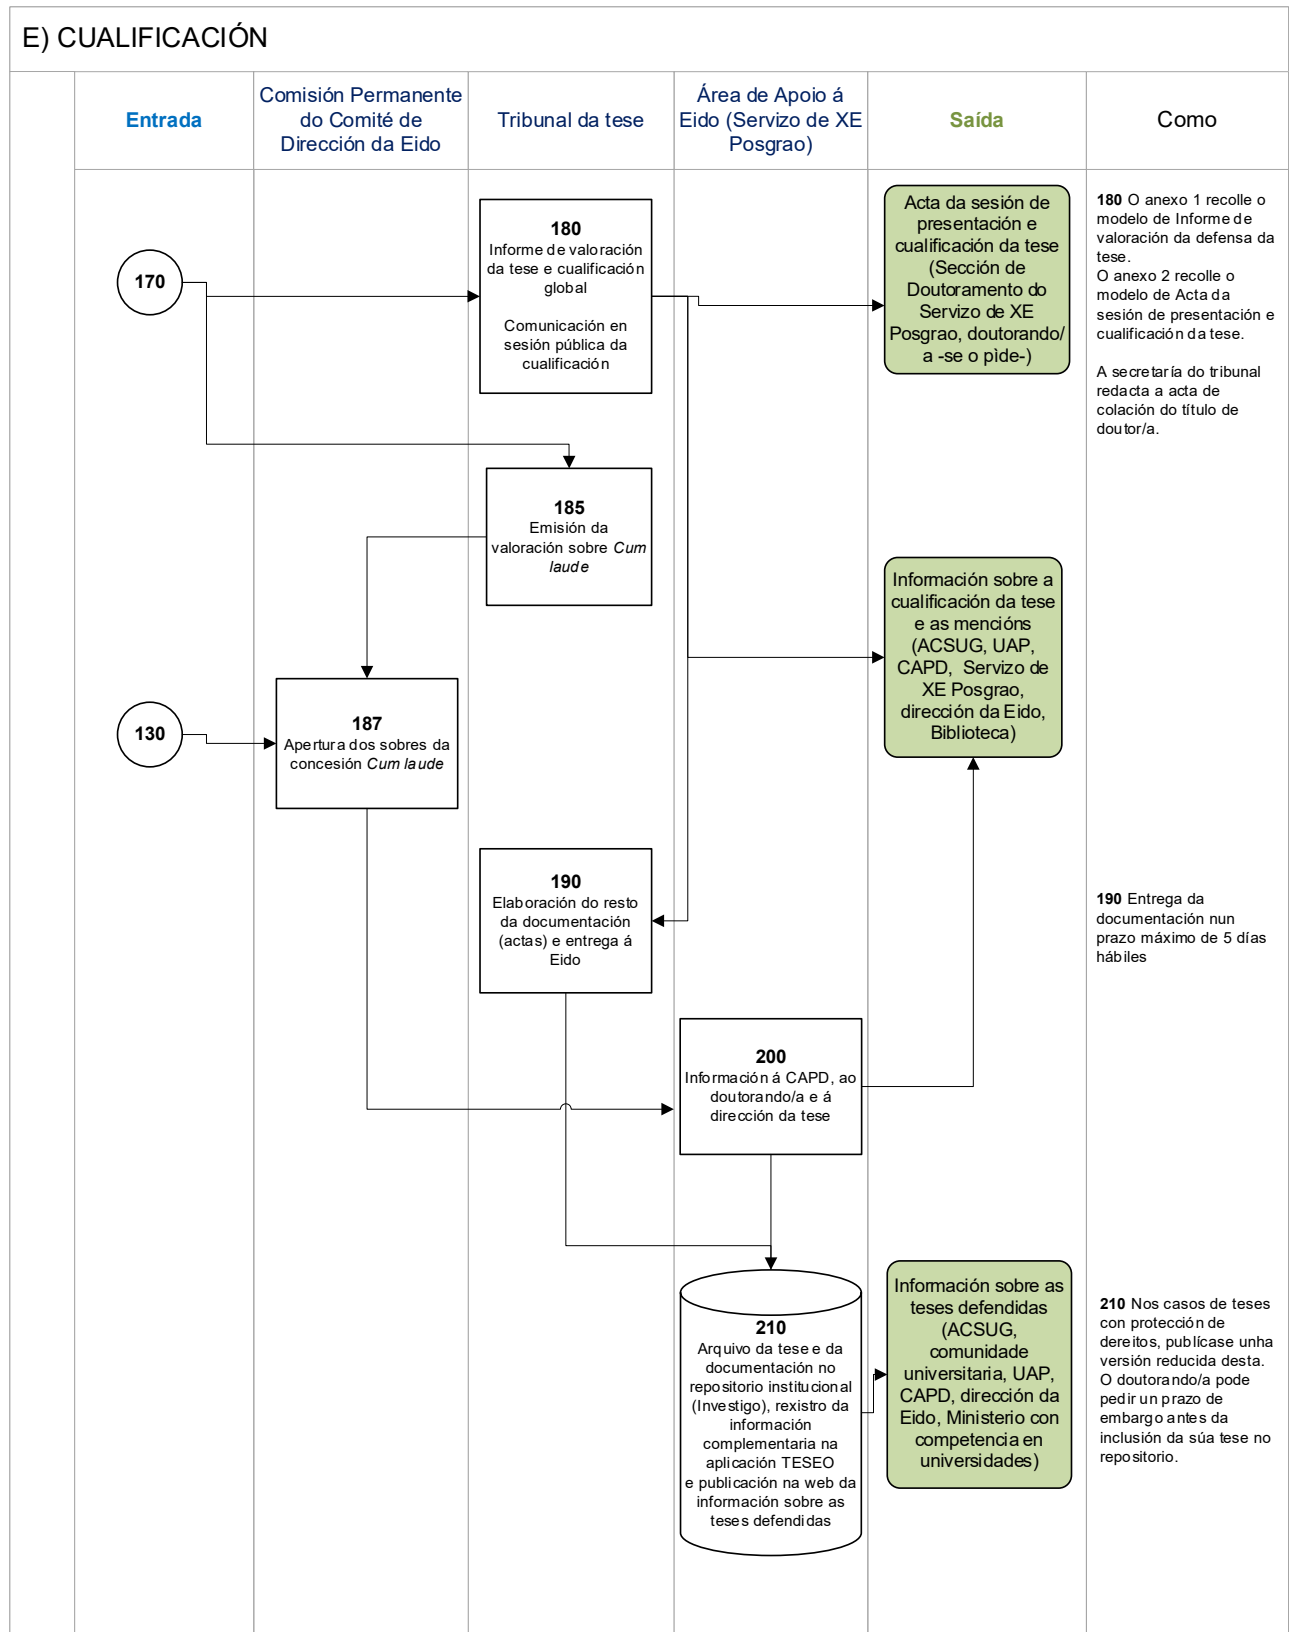 E) CUALIFICACIÓN
Entrada
Comisión Permanente
do Comité de
Dirección da Eido
Tribunal da tese
Área de Apoio á
Eido (Servizo de XE
Posgrao)
Saída
Como
170
180
Informe de valoración
da tese e cualificación
global
Comunicación en
sesión pública da
cualificación
Acta da sesión de
presentación e
cualificación da tese
(Sección de
Doutoramento do
Servizo de XE
Posgrao, doutorando/
a -se o pìde-)
180 O anexo 1 recolle o
modelo de Informe de
valoración da defensa da
tese.
O anexo 2 recolle o
modelo de Acta da
sesión de presentación e
cualificación da tese.
A secretaría do tribunal
redacta a acta de
colación do título de
doutor/a.
185
Emisión da
valoración sobre Cum
laude
Información sobre a
cualificación da tese
e as mencións
(ACSUG, UAP,
CAPD, Servizo de
XE Posgrao,
dirección da Eido,
Biblioteca)
130
187
Apertura dos sobres da
concesión Cum laude
190
Elaboración do resto
da documentación
(actas) e entrega á
Eido
190 Entrega da
documentación nun
prazo máximo de 5 días
hábiles
200
Información á CAPD, ao
doutorando/a e á
dirección da tese
210
Arquivo da tese e da
documentación no
repositorio institucional
(Investigo), rexistro da
información
complementaria na
aplicación TESEO
e publicación na web da
información sobre as
teses defendidas
Información sobre as
teses defendidas
(ACSUG,
comunidade
universitaria, UAP,
CAPD, dirección da
Eido, Ministerio con
competencia en
universidades)
210 Nos casos de teses
con protección de
dereitos, publícase unha
versión reducida desta.
O doutorando/a pode
pedir un prazo de
embargo antes da
inclusión da súa tese no
repositorio.